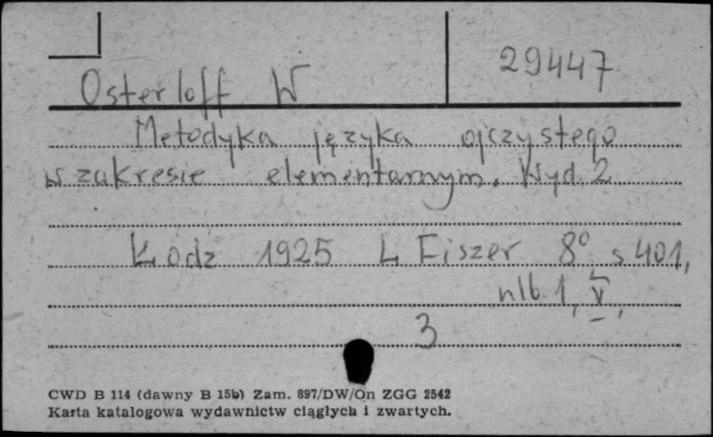 29447
Osterloff W
Metodyka języka ojczystego
w zakresie elementarnym. Wyd. 2
Łódz 1925 L Fiszer 8° s 401,
nlb 1, V,
3
CWD B 114 (dawny B 15b) Zam. 897/DW/On ZGG 2542
Karta katalogowa wydawnictw ciągłych i zwartych.